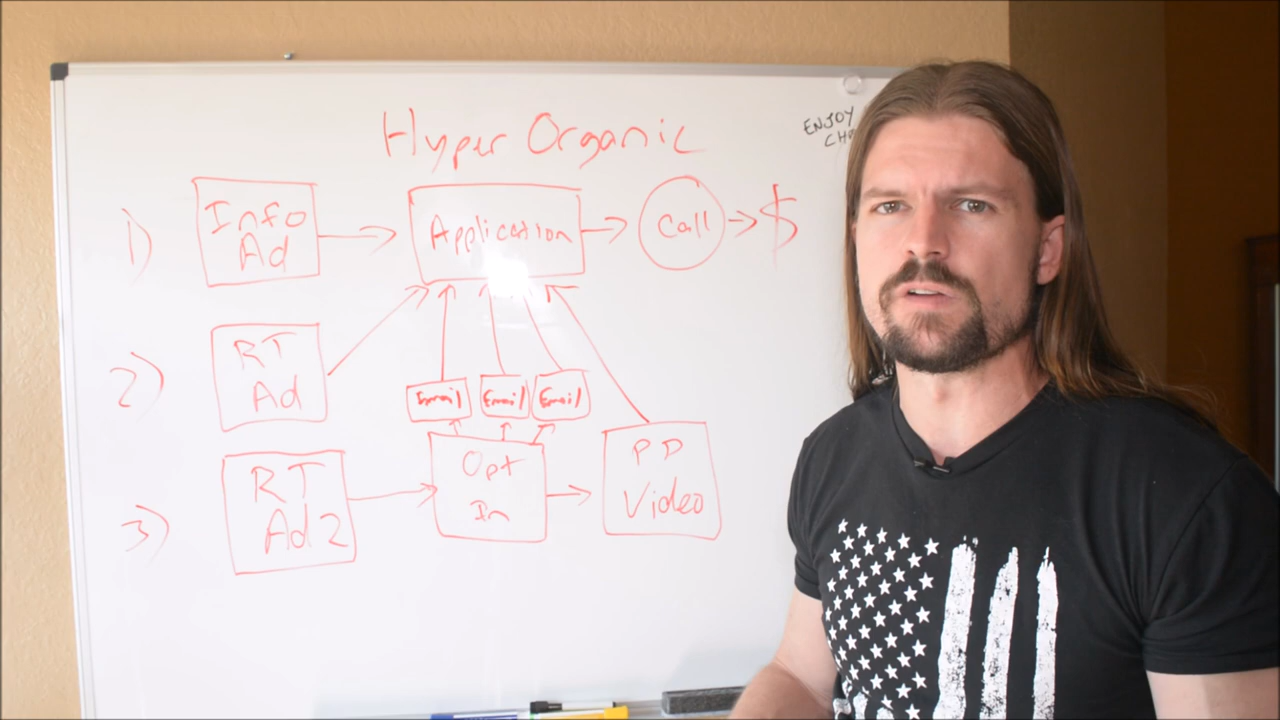 Hyper Organic
ENJOY
1)
Info
Ad
Application
Call
$
2)
RT
Ad
Email
Email
Email
3)
RT
Ad 2
Opt
In
PD
Video